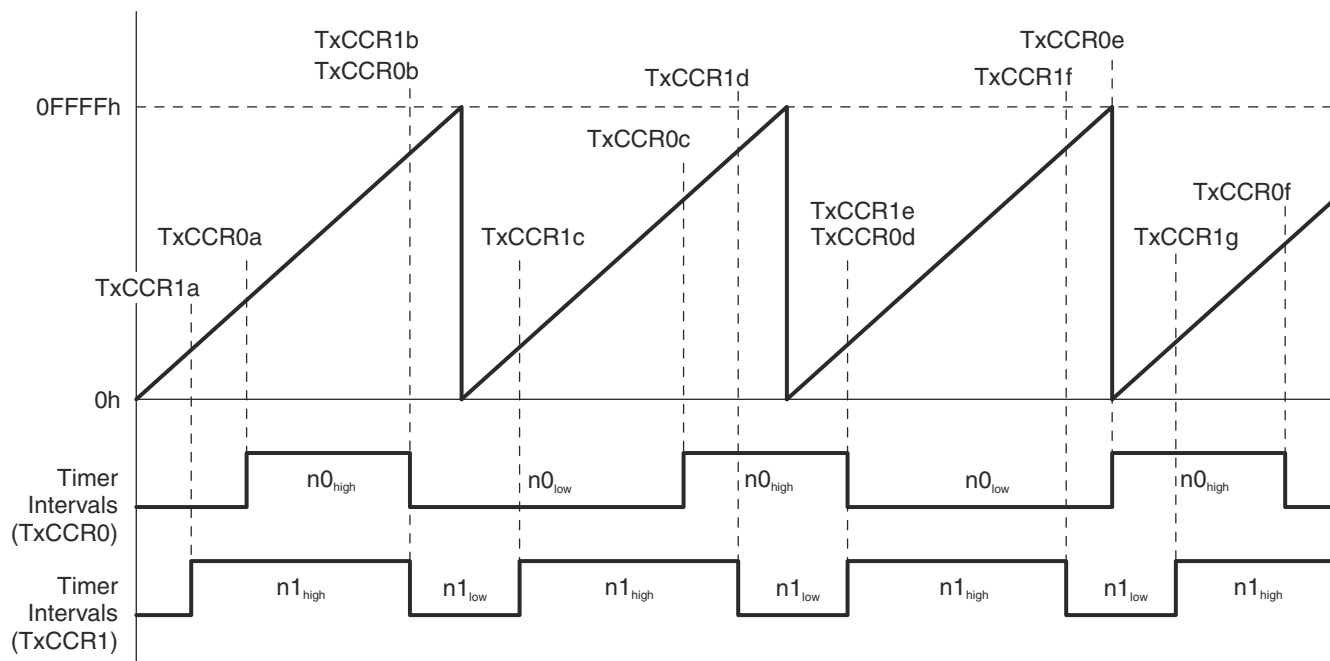 TxCCR1b
TxCCR0b
TxCCR1d
TxCCR0e
TxCCR1f
0FFFFh
TxCCR0c
TxCCR0f
TxCCR0a
TxCCR1c
TxCCR1e
TxCCR0d
TxCCR1g
TxCCR1a
0h
Timer
Intervals
(TxCCR0)
n0high
n0low
n0high
n0low
n0high
Timer
Intervals
(TxCCR1)
n1high
n1low
n1high
n1low
n1high
n1low
n1high